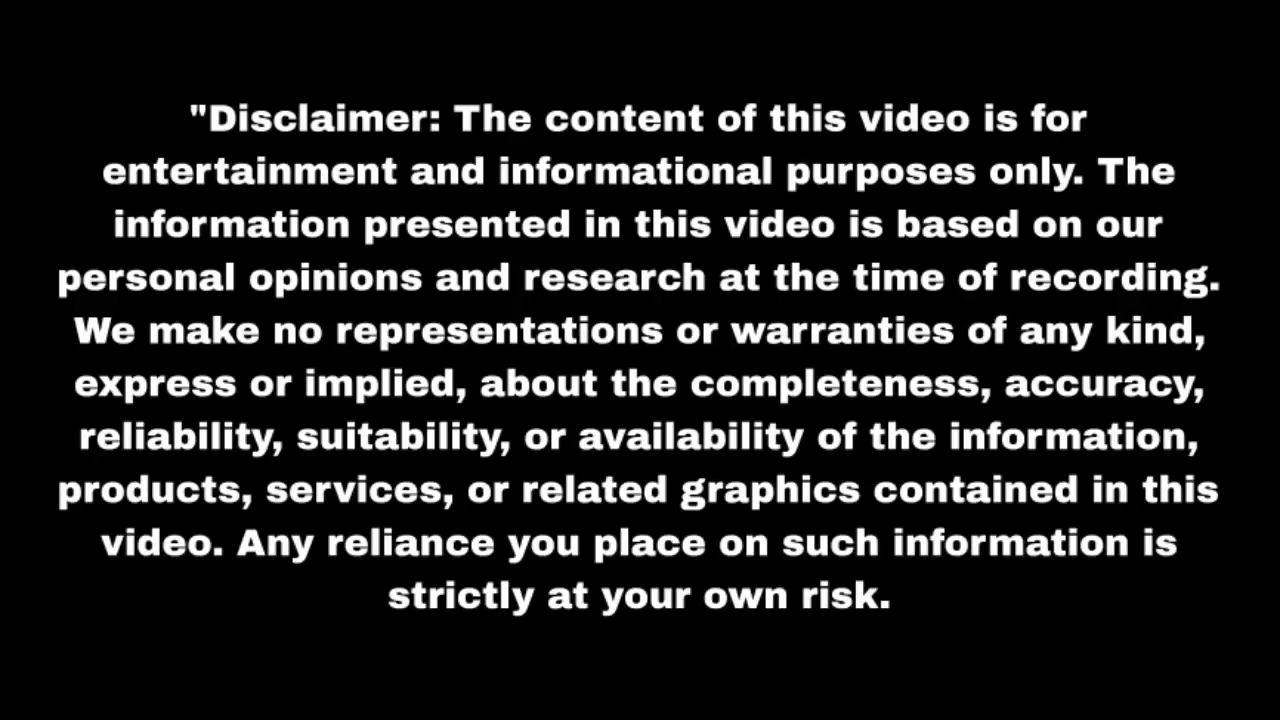 "Disclaimer: The content of this video is for
entertainment and informational purposes only. The
information presented in this video is based on our
personal opinions and research at the time of recording.
We make no representations or warranties of any kind,
express or implied, about the completeness, accuracy,
reliability, suitability, or availability of the information,
products, services, or related graphics contained in this
video. Any reliance you place on such information is
strictly at your own risk.